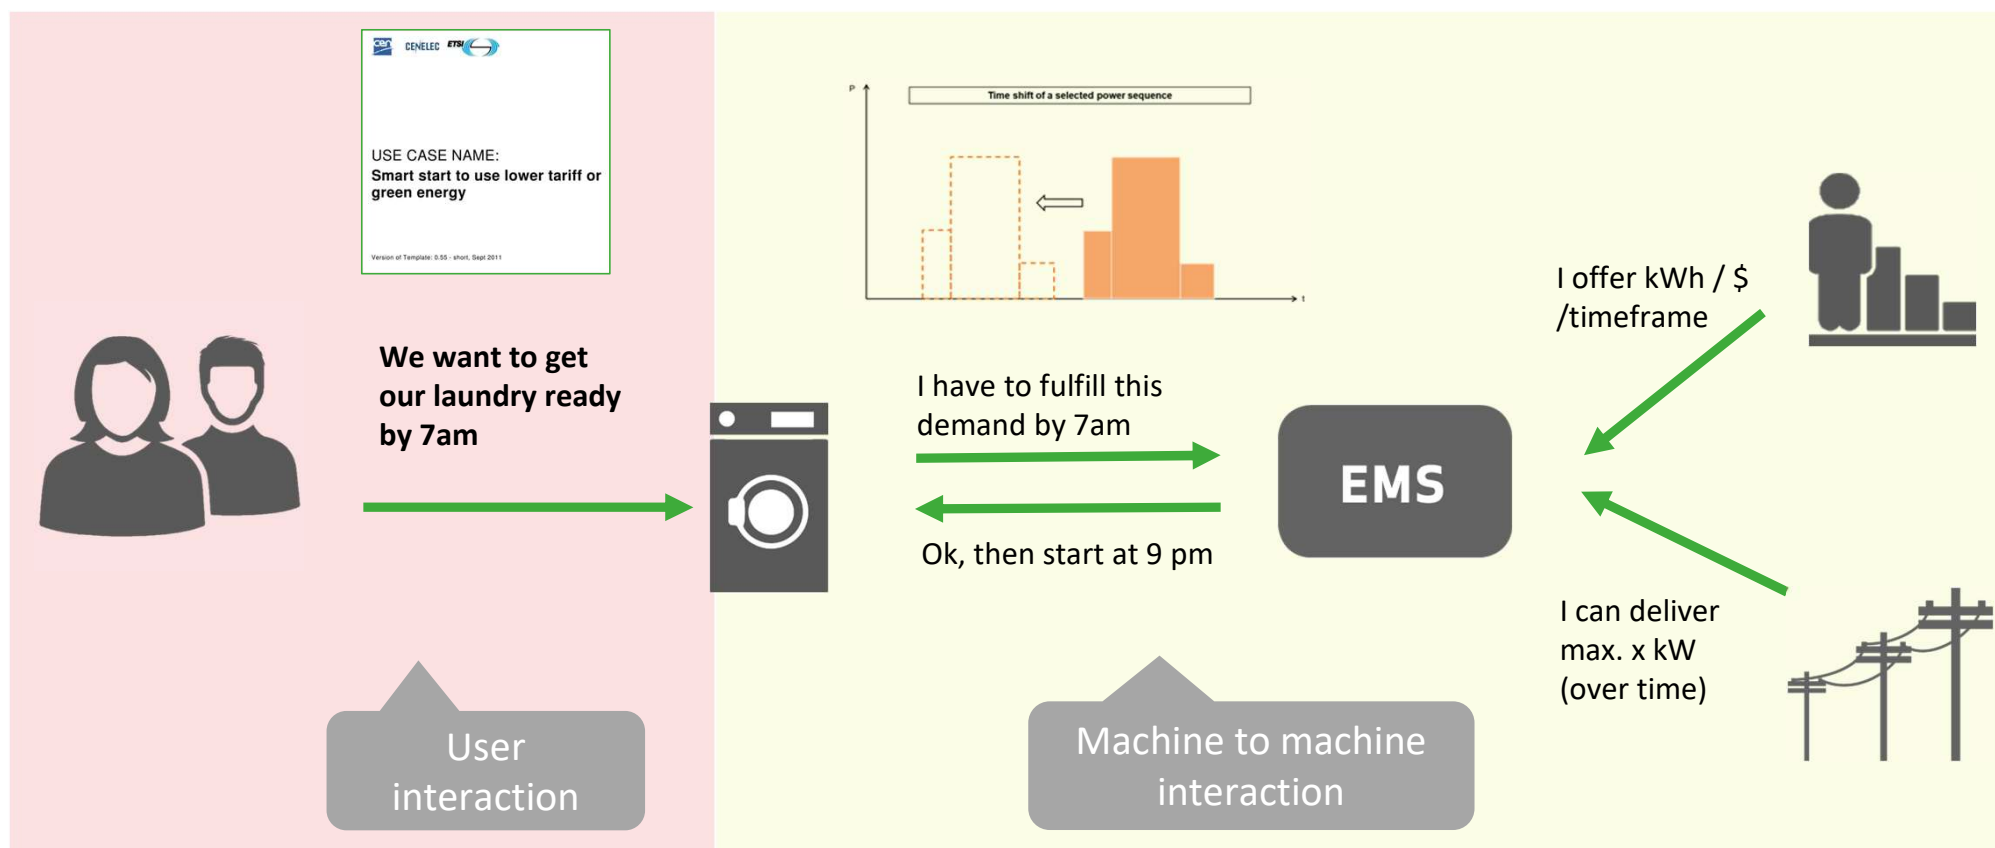 cen CENELEC ETSI
USE CASE NAME:
Smart start to use lower tariff or
green energy
Version of Template: 0.55 - short, Sept 2011
We want to get
our laundry ready
by 7am
User
interaction
P
Time shift of a selected power sequence
t
I have to fulfill this
demand by 7am
Ok, then start at 9 pm
EMS
Machine to machine
interaction
I offer kWh / $
/timeframe
I can deliver
max. x kW
(over time)